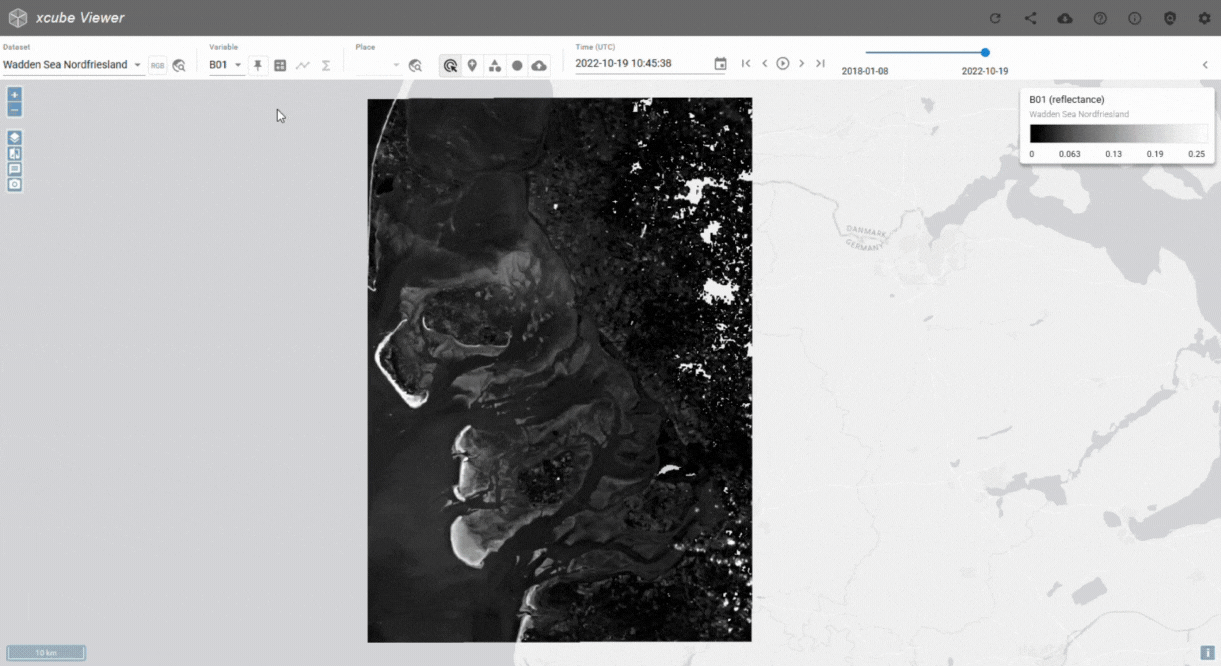 xcube Viewer
Dataset
Variable
Place
Time (UTC)
Wadden Sea Nordfriesland
RGB
B01
Σ
2022-10-19 10:45:38
2018-01-08
2022-10-19
+
−
B01 (reflectance)
Wadden Sea Nordfriesland
0 0.063 0.13 0.19 0.25
DANMARK
GERMANY
10 km
i